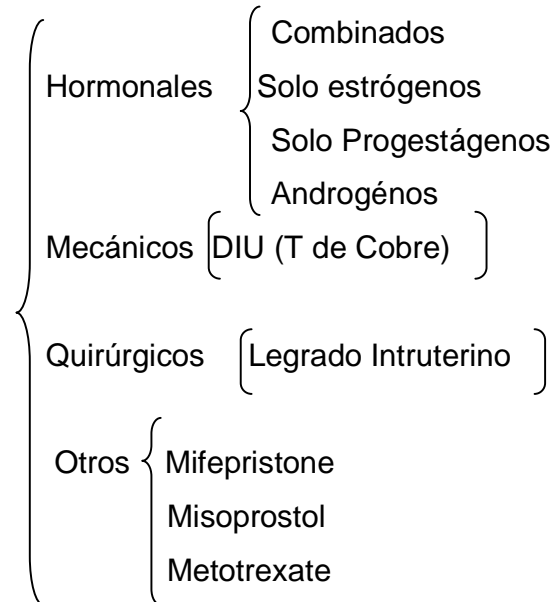 Combinados
Hormonales Solo estrógenos
Solo Progestágenos
Androgénos
Mecánicos DIU (T de Cobre)
Quirúrgicos Legrado Intruterino
Otros Mifepristone
Misoprostol
Metotrexate